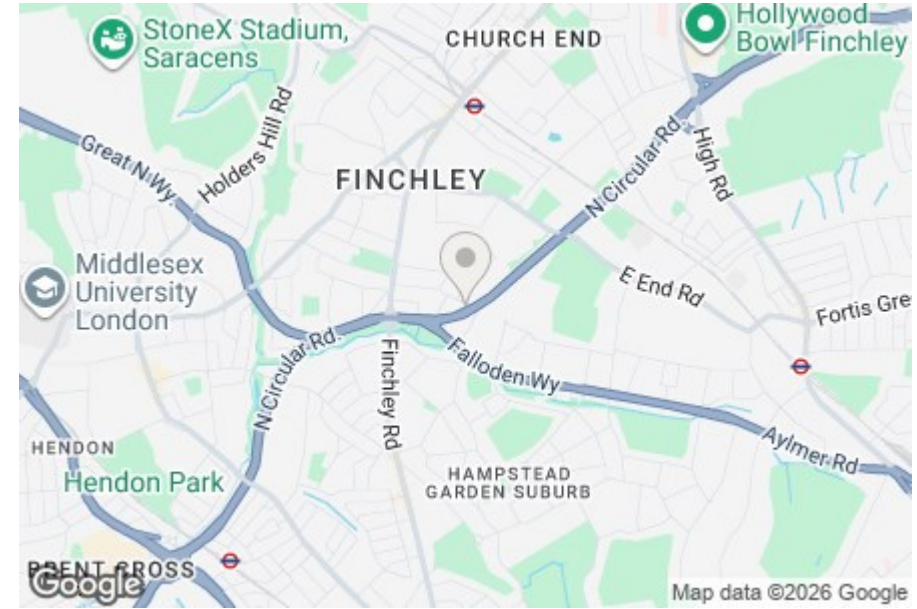 StoneX Stadium,
Saracens
CHURCH END
Hollywood
Bowl Finchley
Great N Wy.
Holders Hill Rd
FINCHLEY
N Circular Rd
High Rd
Middlesex
University
London
E End Rd
Fortis Gre
N Circular Rd.
Finchley Rd
Falloden Wy
Aylmer Rd
HENDON
Hendon Park
HAMPSTEAD
GARDEN SUBURB
BRENT CROSS
Google
Map data ©2026 Google